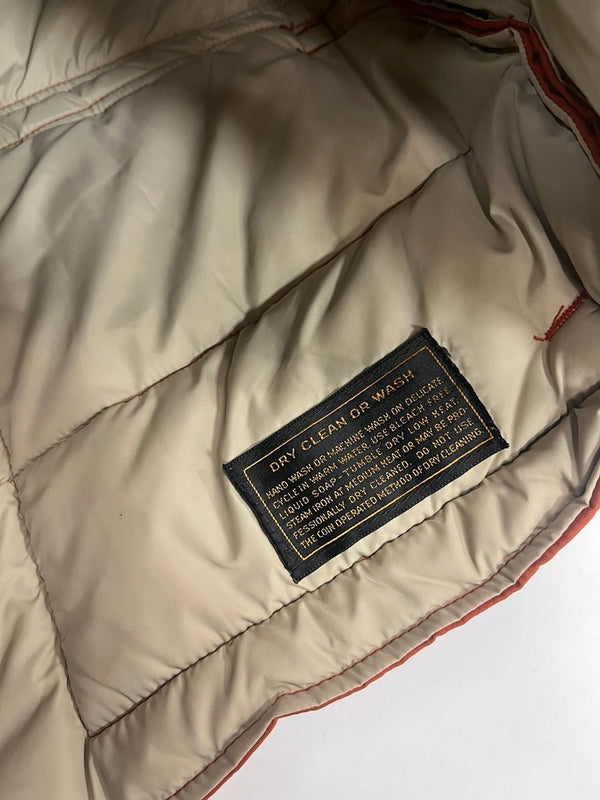 DRY CLEAN OR WASH
HAND WASH OR MACHINE WASH ON DELICATE
CYCLE IN WARM WATER. USE BLEACH FREE
LIQUID SOAP - TUMBLE DRY LOW HEAT.
STEAM IRON AT MEDIUM HEAT OR MAY BE PRO-
FESSIONALLY DRY CLEANED - DO NOT USE
THE COIN OPERATED METHOD OF DRY CLEANING.